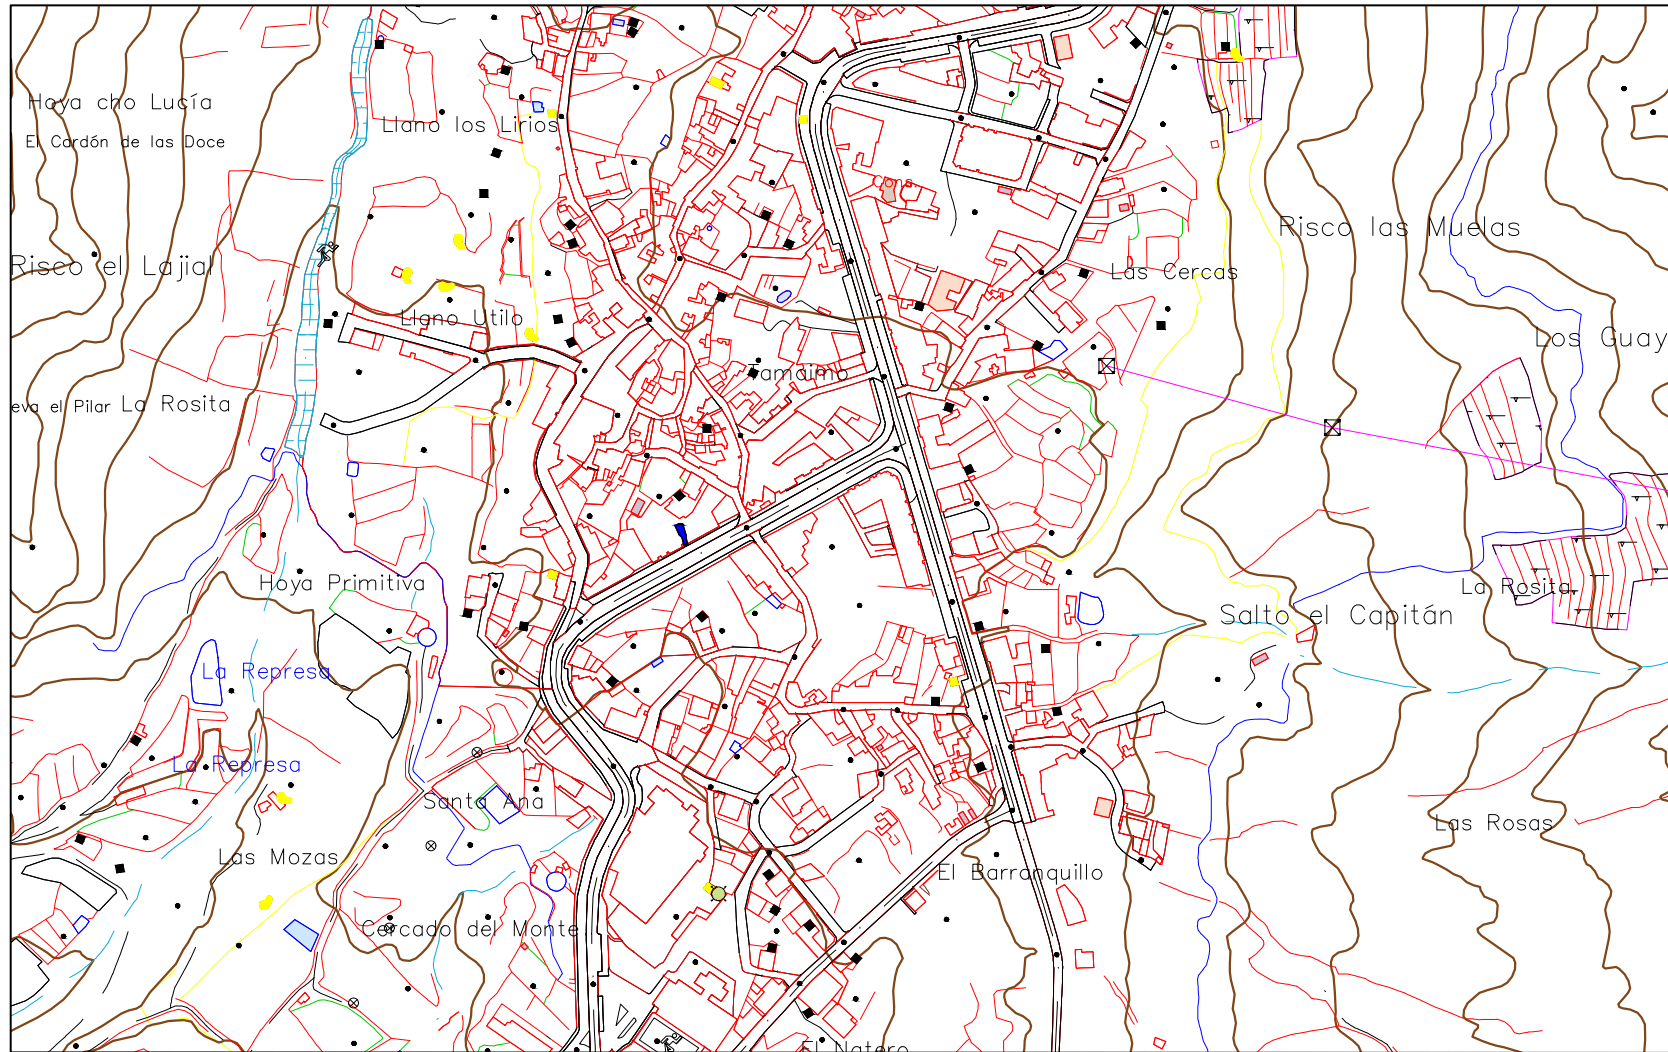 Hoya cho Lucía
Llano los Lirios
El Cardón de las Doce
Cons.
Risco las Muelas
Risco el Lajial
Las Cercas
Llano Utilo
Los Guay
Tamaimo
eva el Pilar La Rosita
Hoya Primitiva
La Rosita
Salto el Capitán
La Represa
La Represa
Santa Ana
Las Rosas
Las Mozas
El Barranquillo
Cercado del Monte
El Natero